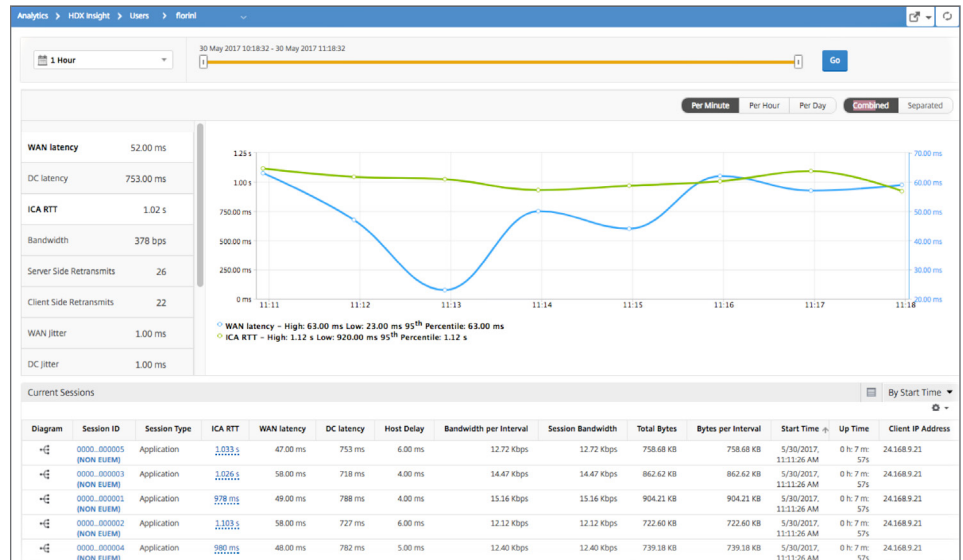 Analytics > HDX Insight > Users > florinl
30 May 2017 10:18:32 - 30 May 2017 11:18:32
1 Hour
Go
Per Minute Per Hour Per Day Combined Separated
WAN latency 52.00 ms
DC latency 753.00 ms
ICA RTT 1.02 s
Bandwidth 378 bps
Server Side Retransmits 26
Client Side Retransmits 22
WAN Jitter 1.00 ms
DC Jitter 1.00 ms
1.25 s
1.00 s
750.00 ms
500.00 ms
250.00 ms
0 ms
70.00 ms
60.00 ms
50.00 ms
40.00 ms
30.00 ms
20.00 ms
11:11 11:12 11:13 11:14 11:15 11:16 11:17 11:18
WAN latency - High: 63.00 ms Low: 23.00 ms 95th Percentile: 63.00 ms
ICA RTT - High: 1.12 s Low: 920.00 ms 95th Percentile: 1.12 s
Current Sessions By Start Time
Diagram Session ID Session Type ICA RTT WAN latency DC latency Host Delay Bandwidth per Interval Session Bandwidth Total Bytes Bytes per Interval Start Time Up Time Client IP Address
0000..000005 Application 1.033 s 47.00 ms 753 ms 6.00 ms 12.72 Kbps 12.72 Kbps 758.68 KB 758.68 KB 5/30/2017, 0 h: 7 m: 24.168.9.21
(NON EUEM) 11:11:26 AM 57s
0000..000003 Application 1.026 s 58.00 ms 718 ms 4.00 ms 14.47 Kbps 14.47 Kbps 862.62 KB 862.62 KB 5/30/2017, 0 h: 7 m: 24.168.9.21
(NON EUEM) 11:11:26 AM 57s
0000..000001 Application 978 ms 49.00 ms 788 ms 4.00 ms 15.16 Kbps 15.16 Kbps 904.21 KB 904.21 KB 5/30/2017, 0 h: 7 m: 24.168.9.21
(NON EUEM) 11:11:26 AM 57s
0000..000002 Application 1.103 s 58.00 ms 727 ms 6.00 ms 12.12 Kbps 12.12 Kbps 722.60 KB 722.60 KB 5/30/2017, 0 h: 7 m: 24.168.9.21
(NON EUEM) 11:11:26 AM 57s
0000..000004 Application 980 ms 48.00 ms 782 ms 5.00 ms 12.40 Kbps 12.40 Kbps 739.18 KB 739.18 KB 5/30/2017, 0 h: 7 m: 24.168.9.21
(NON EUEM) 11:11:26 AM 57s